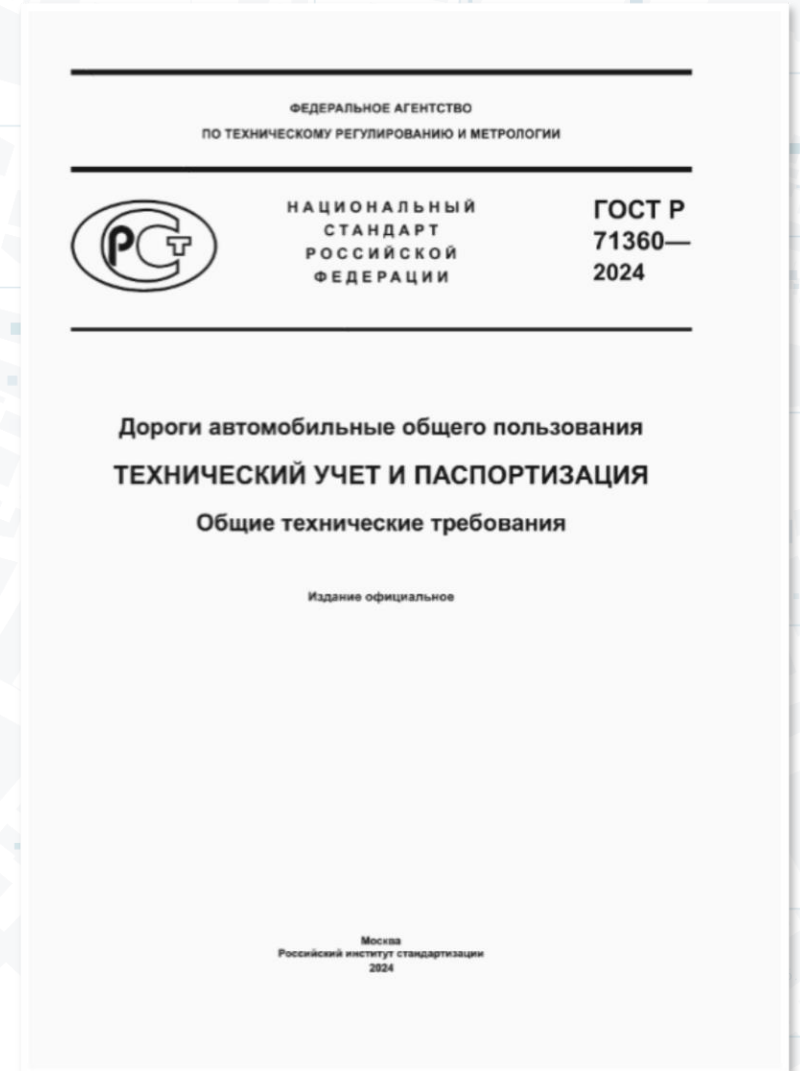 ФЕДЕРАЛЬНОЕ АГЕНТСТВО
ПО ТЕХНИЧЕСКОМУ РЕГУЛИРОВАНИЮ И МЕТРОЛОГИИ
РСТ
НАЦИОНАЛЬНЫЙ
СТАНДАРТ
РОССИЙСКОЙ
ФЕДЕРАЦИИ
ГОСТ Р
71360—
2024
Дороги автомобильные общего пользования
ТЕХНИЧЕСКИЙ УЧЕТ И ПАСПОРТИЗАЦИЯ
Общие технические требования
Издание официальное
Москва
Российский институт стандартизации
2024